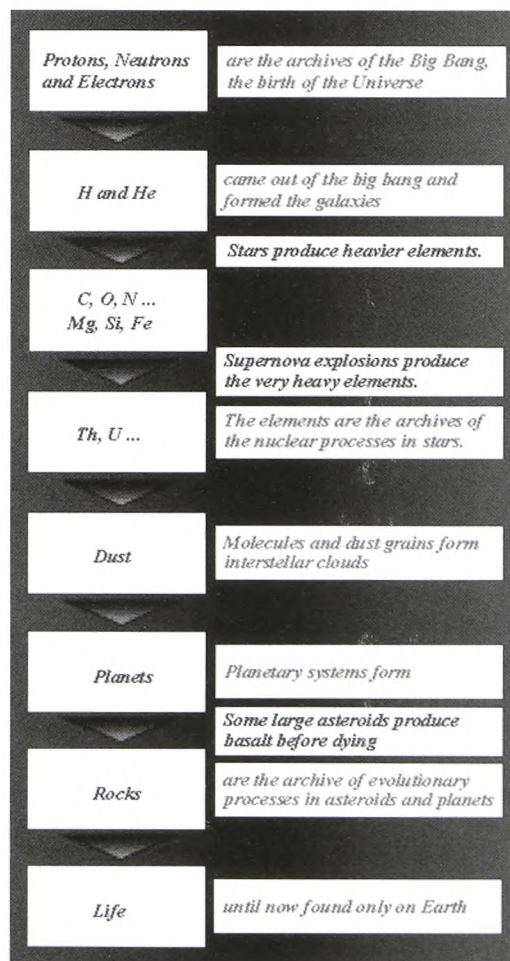 Protons, Neutrons
and Electrons
are the archives of the Big Bang,
the birth of the Universe
H and He
came out of the big bang and
formed the galaxies
Stars produce heavier elements.
C, O, N ...
Mg, Si, Fe
Supernova explosions produce
the very heavy elements.
Th, U ...
The elements are the archives of
the nuclear processes in stars.
Dust
Molecules and dust grains form
interstellar clouds
Planets
Planetary systems form
Some large asteroids produce
basalt before dying
Rocks
are the archive of evolutionary
processes in asteroids and planets
Life
until now found only on Earth